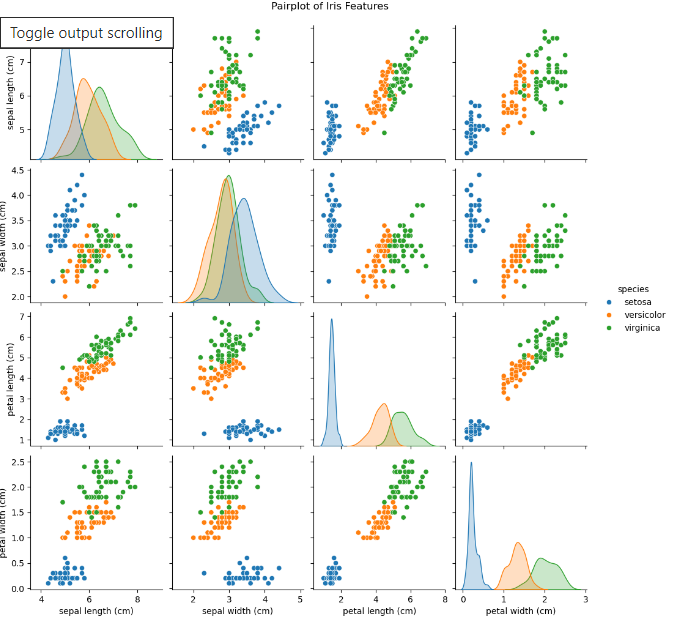 Pairplot of Iris Features
Toggle output scrolling
sepal length (cm)
7
6
5
sepal width (cm)
4.5
4.0
3.5
3.0
2.5
2.0
species
setosa
versicolor
virginica
petal length (cm)
7
6
5
4
3
2
1
petal width (cm)
2.5
2.0
1.5
1.0
0.5
0.0
4 6 8 2 3 4 5 2 4 6 8 0 1 2 3
sepal length (cm) sepal width (cm) petal length (cm) petal width (cm)